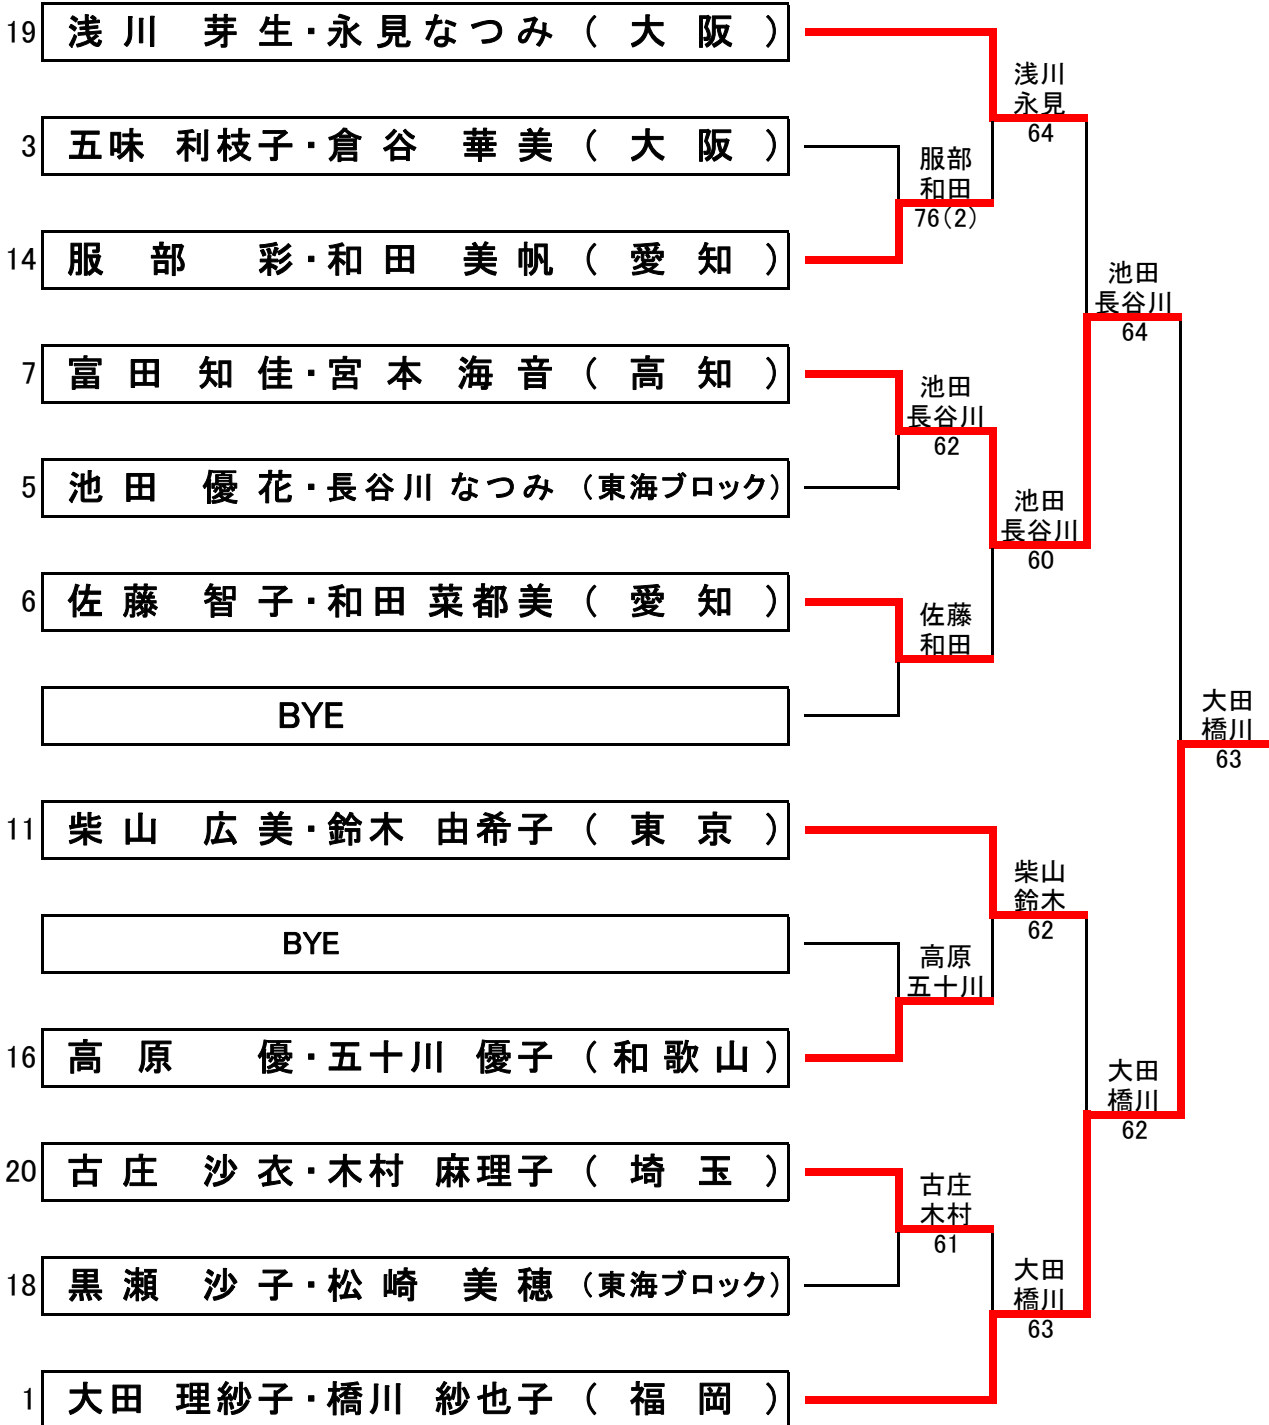 19 浅川 芽生・永見なつみ (大阪)
3 五味 利枝子・倉谷 華美 (大阪)
14 服部 彩・和田 美帆 (愛知)
7 富田 知佳・宮本 海音 (高知)
5 池田 優花・長谷川 なつみ (東海ブロック)
6 佐藤 智子・和田 菜都美 (愛知)
BYE
11 柴山 広美・鈴木 由希子 (東京)
BYE
16 高原 優・五十川 優子 (和歌山)
20 古庄 沙衣・木村 麻理子 (埼玉)
18 黒瀬 沙子・松崎 美穂 (東海ブロック)
1 大田 理紗子・橋川 紗也子 (福岡)
服部
和田
76(2)
池田
長谷川
62
佐藤
和田
高原
五十川
古庄
木村
61
浅川
永見
64
池田
長谷川
60
柴山
鈴木
62
大田
橋川
63
池田
長谷川
64
大田
橋川
62
大田
橋川
63